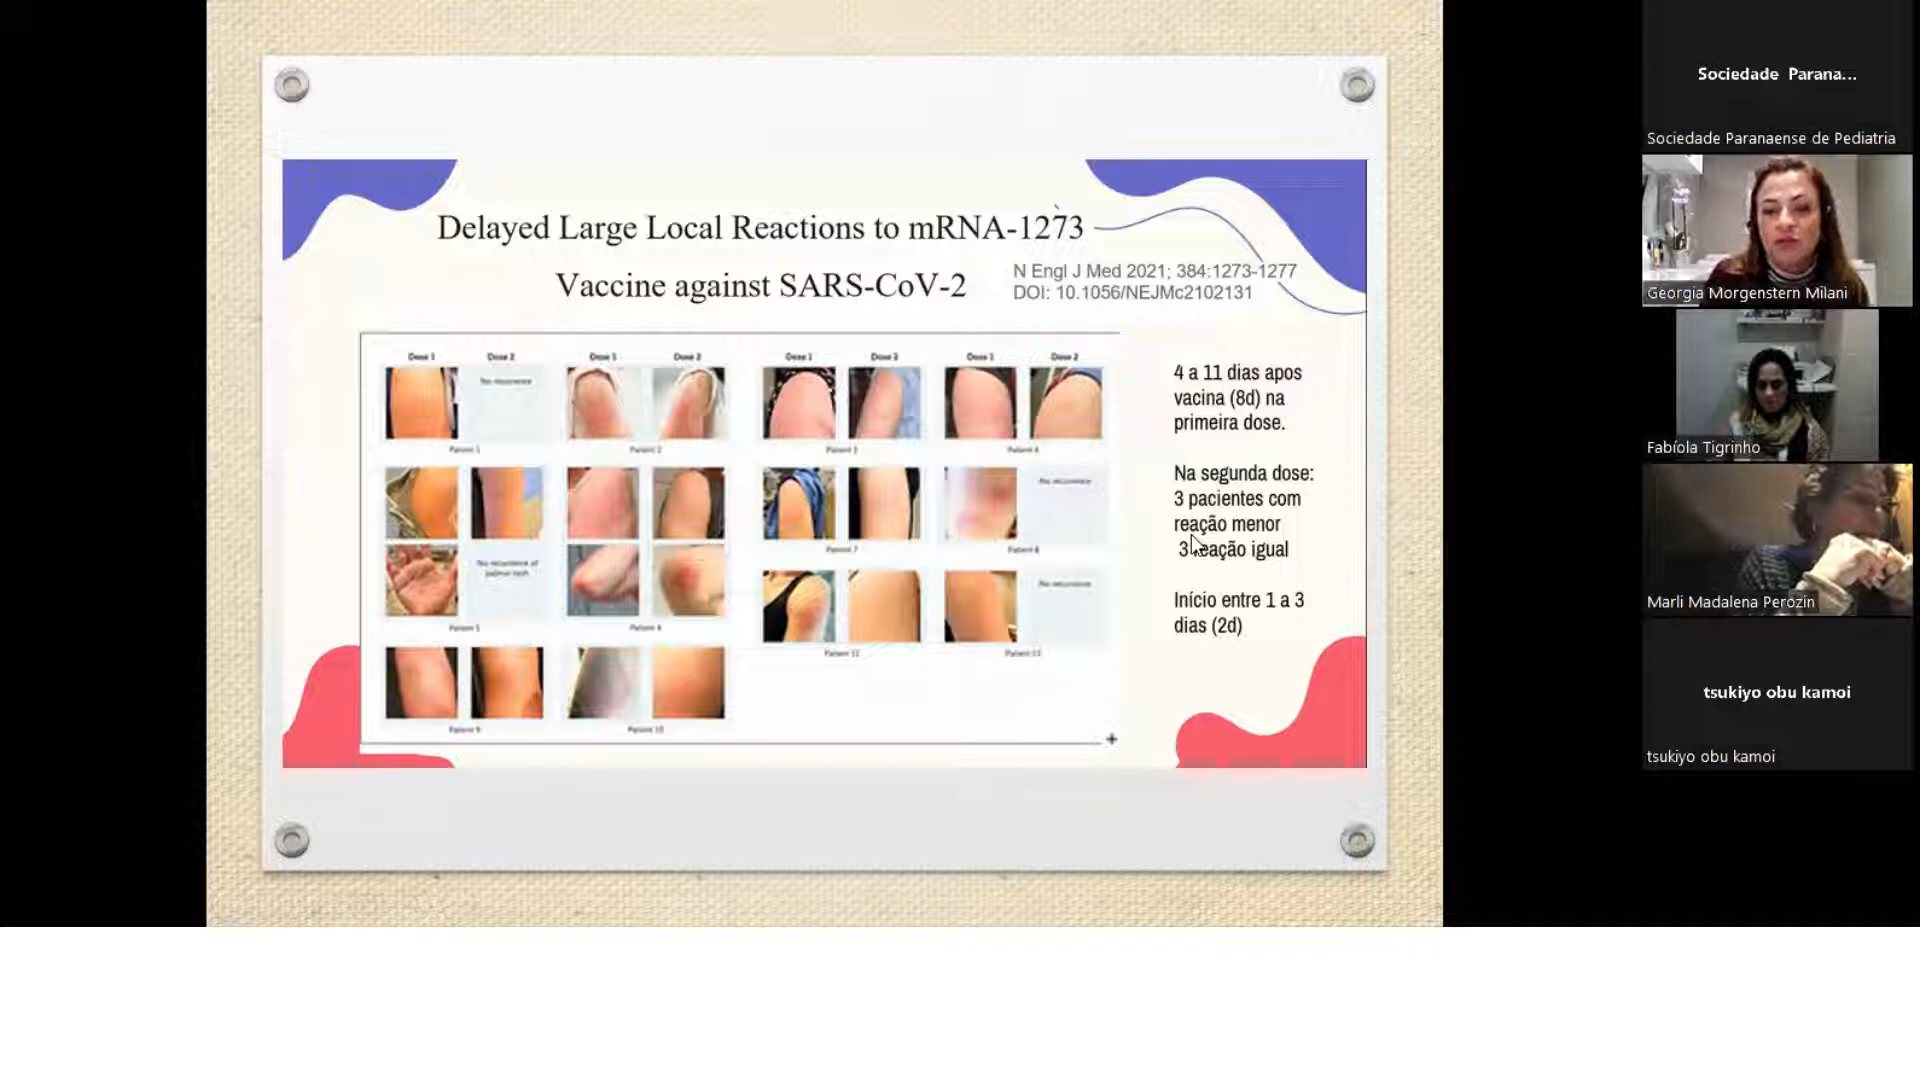 Delayed Large Local Reactions to mRNA-1273
Vaccine against SARS-CoV-2
N Engl J Med 2021; 384:1273-1277
DOI: 10.1056/NEJMc2102131
Dose 1 Dose 2 Dose 1 Dose 2 Dose 1 Dose 2 Dose 1 Dose 2
No recurrence
Patient 1 Patient 2 Patient 3 Patient 4
No recurrence
Patient 7 Patient 8
No recurrence of
palmar rash
No recurrence
Patient 5 Patient 6
Patient 11 Patient 12
Patient 9 Patient 10
4 a 11 dias apos
vacina (8d) na
primeira dose.
Na segunda dose:
3 pacientes com
reação menor
3 reação igual
Início entre 1 a 3
dias (2d)
Sociedade Parana...
Sociedade Paranaense de Pediatria
Georgia Morgenstern Milani
Fabíola Tigrinho
Marli Madalena Perozin
tsukiyo obu kamoi
tsukiyo obu kamoi